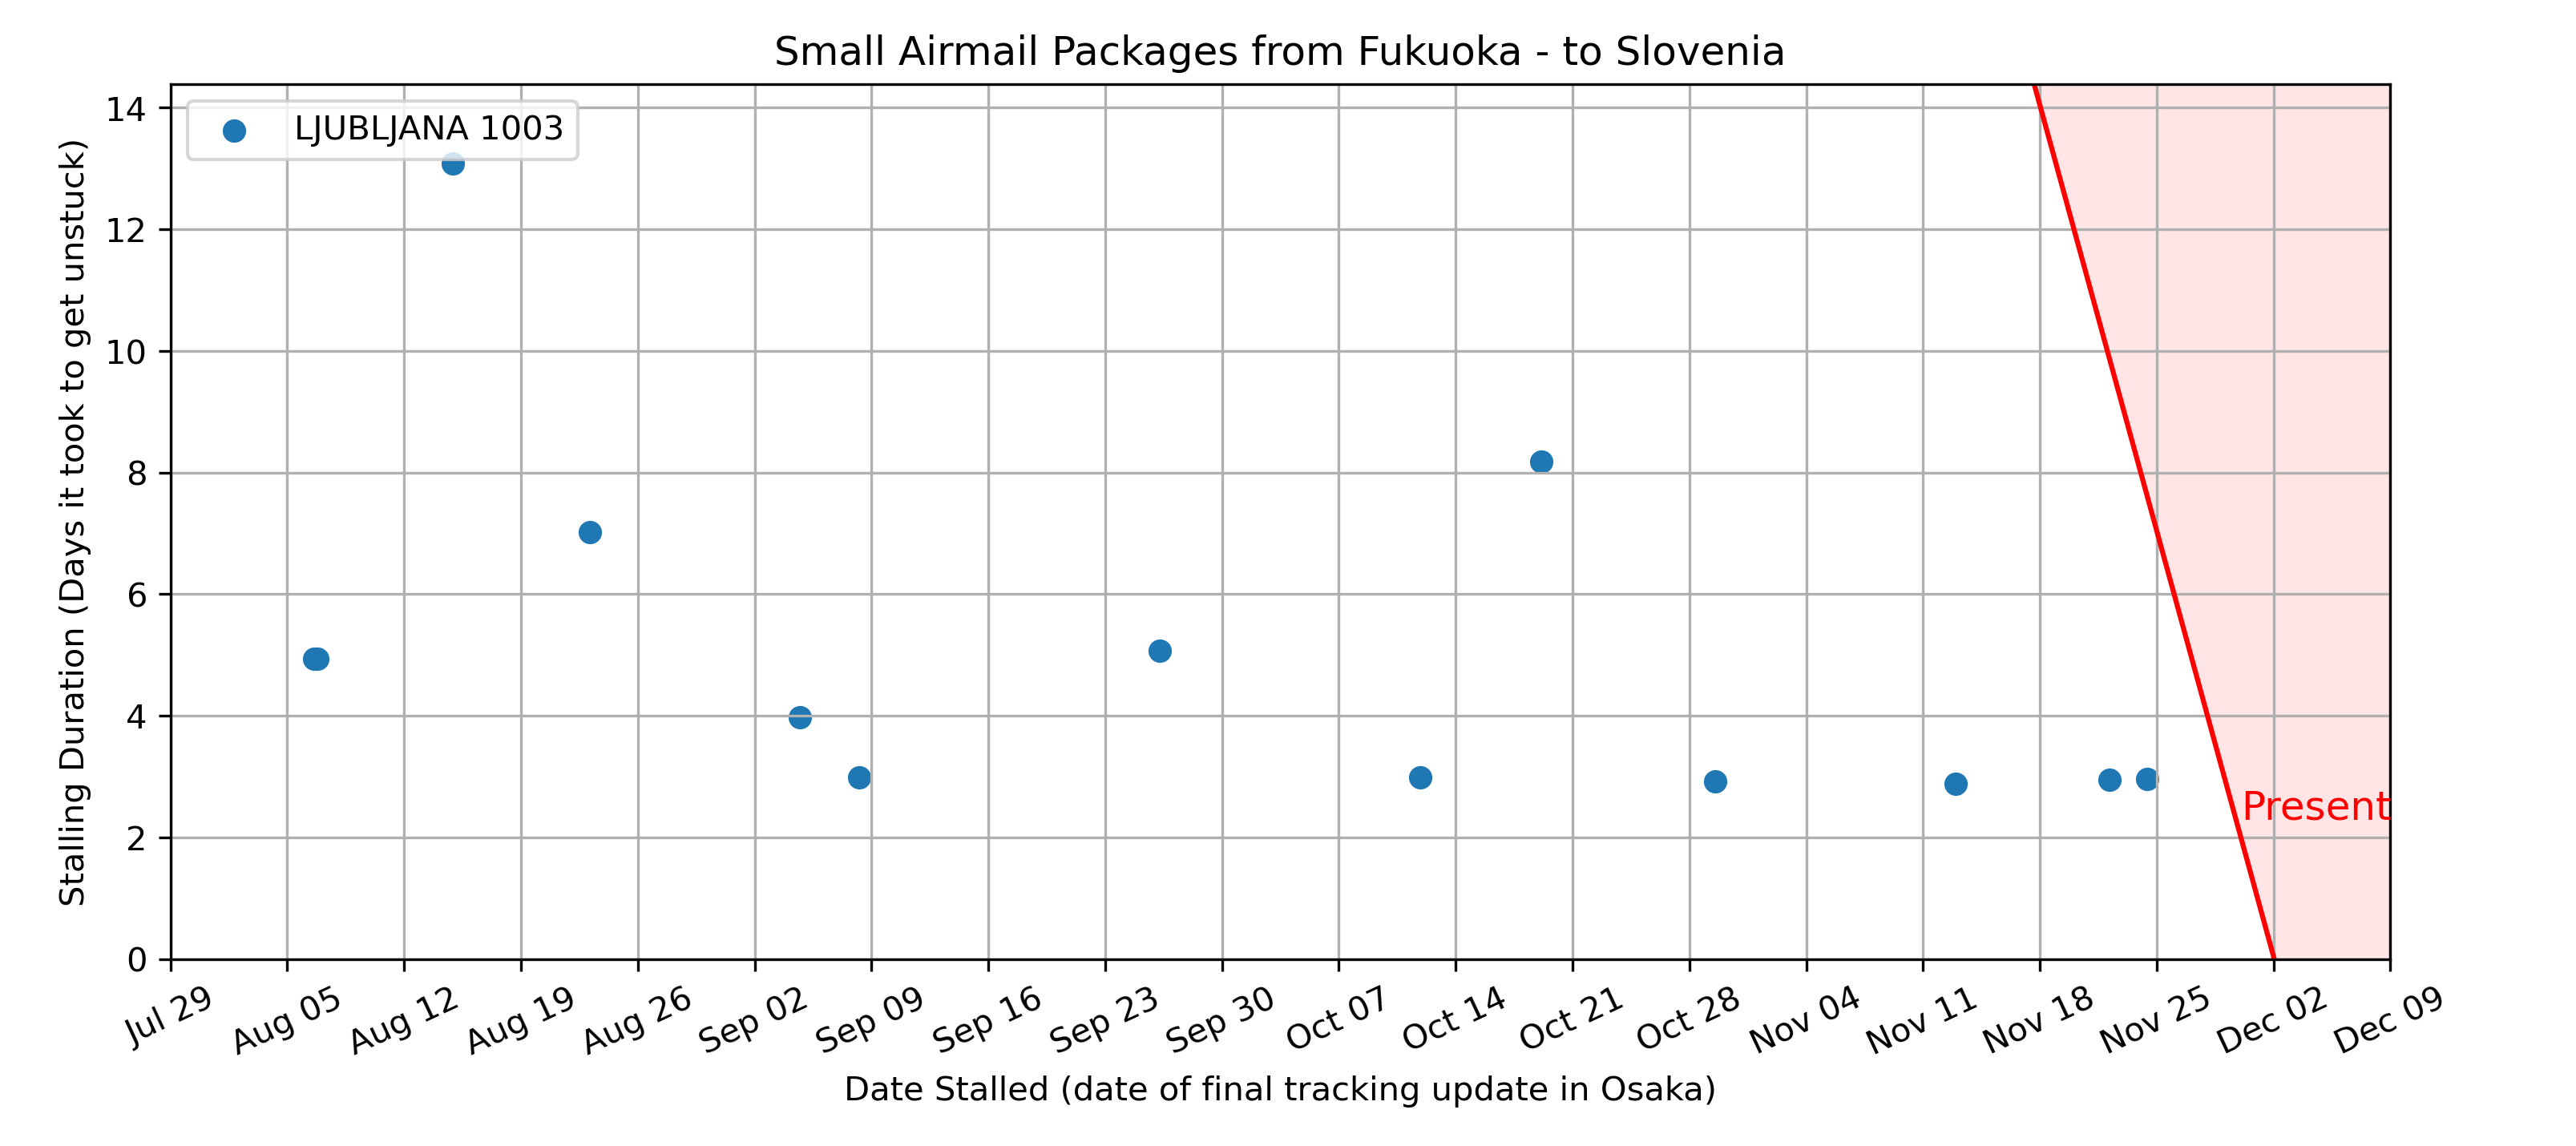 Small Airmail Packages from Fukuoka - to Slovenia
LJUBLJANA 1003
Stalling Duration (Days it took to get unstuck)
14
12
10
8
6
4
2
0
Present
Jul 29
Aug 05
Aug 12
Aug 19
Aug 26
Sep 02
Sep 09
Sep 16
Sep 23
Sep 30
Oct 07
Oct 14
Oct 21
Oct 28
Nov 04
Nov 11
Nov 18
Nov 25
Dec 02
Dec 09
Date Stalled (date of final tracking update in Osaka)